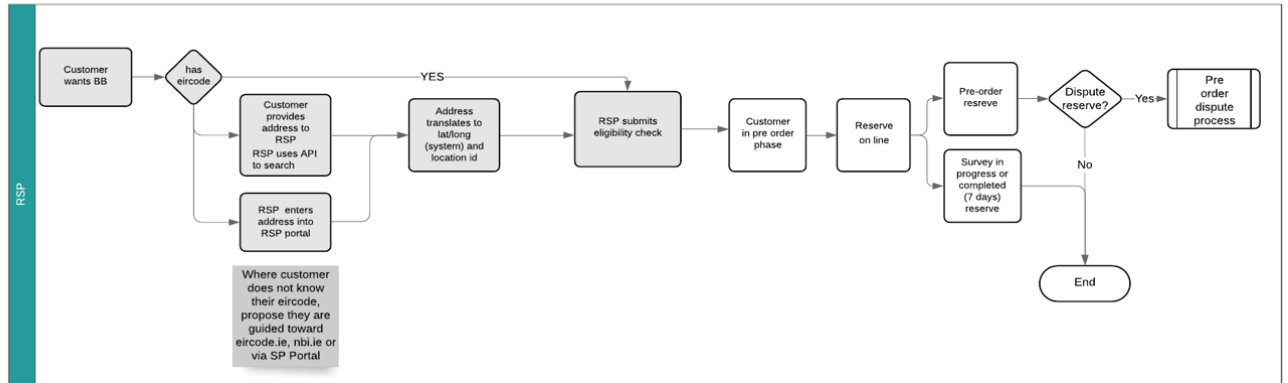 RSP
Customer
wants BB
has
eircode
YES
Customer
provides
address to
RSP
RSP uses API
to search
RSP enters
address into
RSP portal
Where customer
does not know
their eircode,
propose they are
guided toward
eircode.ie, nbi.ie or
via SP Portal
Address
translates to
lat/long
(system) and
location id
RSP submits
eligibility check
Customer
in pre order
phase
Reserve
on line
Pre-order
resreve
Survey in
progress or
completed
(7 days)
reserve
Dispute
reserve?
Yes
No
Pre
order
dispute
process
End